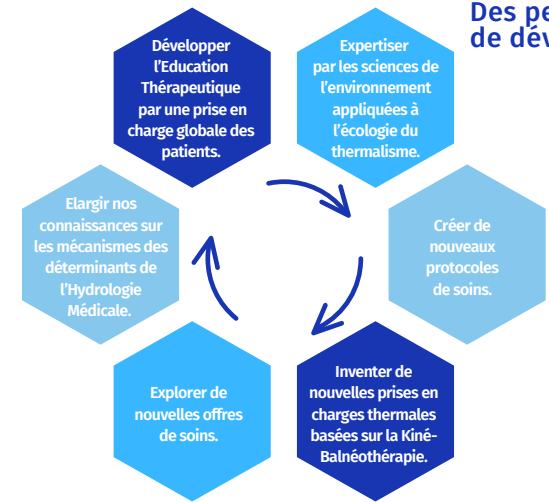 Des
de
Développer
l'Education
Thérapeutique
par une prise en
charge globale des
patients.
Expertiser
par les sciences de
l'environnement
appliquées à
l'écologie du
thermalisme.
Créer de
nouveaux
protocoles
de soins.
Inventer de
nouvelles prises en
charges thermales
basées sur la Kiné-
Balnéothérapie.
Explorer de
nouvelles offres
de soins.
Elargir nos
connaissances sur
les mécanismes des
déterminants de
l'Hydrologie
Médicale.